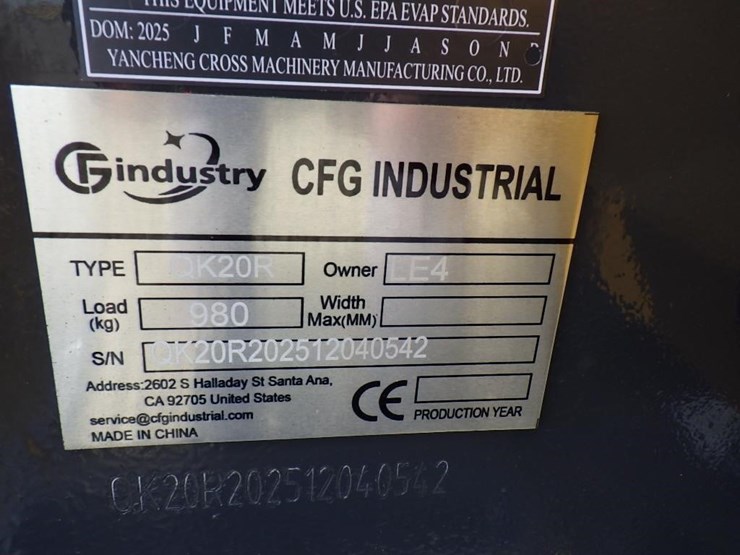 THIS EQUIPMENT MEETS U.S. EPA EVAP STANDARDS.
DOM: 2025 J F M A M J J A S O N D
YANCHENG CROSS MACHINERY MANUFACTURING CO., LTD.
CFG industry CFG INDUSTRIAL
TYPE QK20R Owner LE4
Load (kg) 980 Width Max(MM)
S/N QK20R202512040542
Address:2602 S Halladay St Santa Ana,
CA 92705 United States
service@cfgindustrial.com
MADE IN CHINA
CE PRODUCTION YEAR
QK20R202512040542